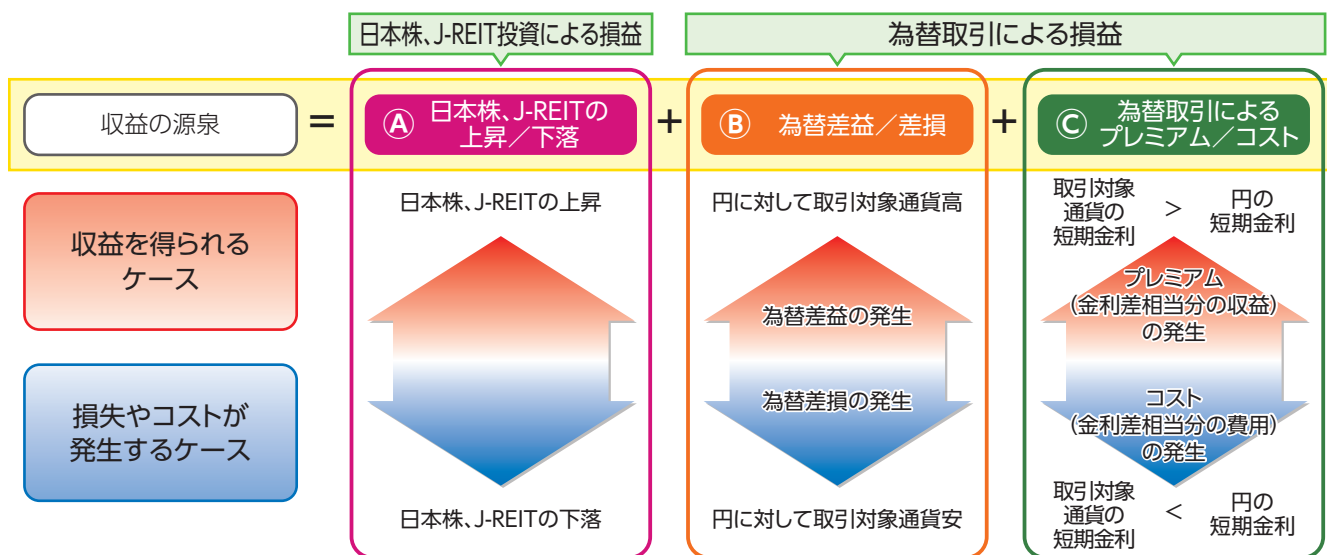 日本株、J-REIT投資による損益
為替取引による損益
収益の源泉
=
Ⓐ 日本株、J-REITの
上昇／下落
+
Ⓑ 為替差益／差損
+
Ⓒ 為替取引による
プレミアム／コスト
収益を得られる
ケース
日本株、J-REITの上昇
円に対して取引対象通貨高
取引対象
通貨の
短期金利
>
円の
短期金利
為替差益の発生
プレミアム
(金利差相当分の収益)
の発生
損失やコストが
発生するケース
為替差損の発生
コスト
(金利差相当分の費用)
の発生
日本株、J-REITの下落
円に対して取引対象通貨安
取引対象
通貨の
短期金利
<
円の
短期金利